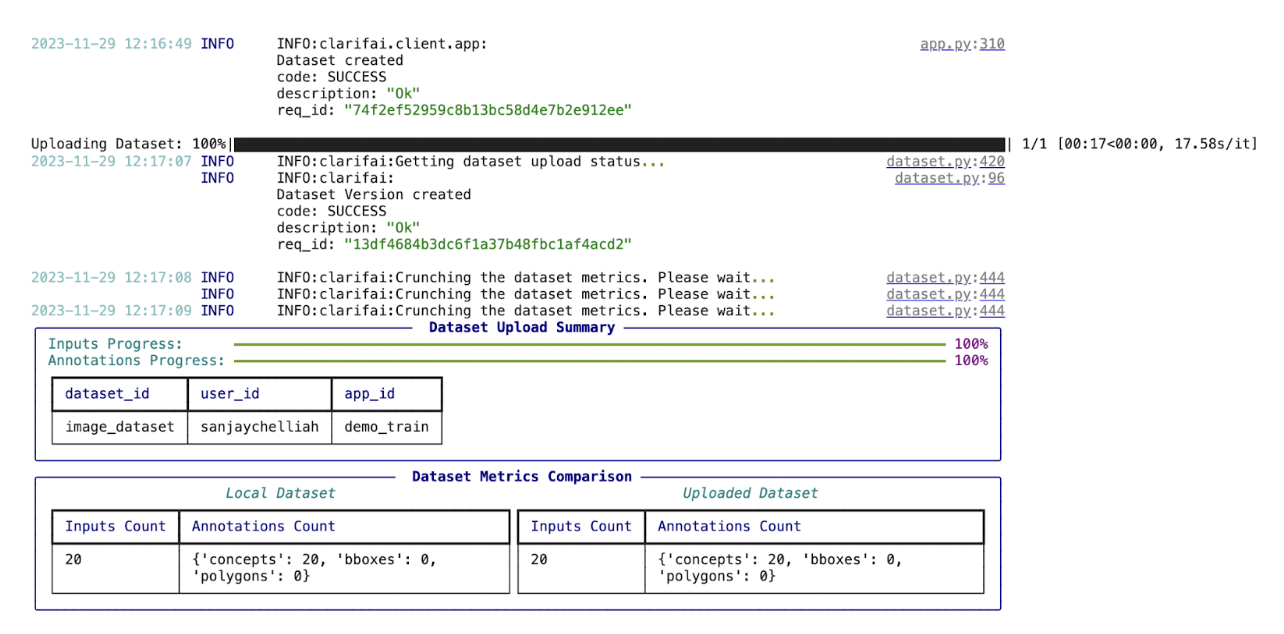 2023-11-29 12:16:49 INFO INFO:clarifai.client.app: app.py:310
Dataset created
code: SUCCESS
description: "Ok"
req_id: "74f2ef52959c8b13bc58d4e7b2e912ee"
Uploading Dataset: 100%| | 1/1 [00:17<00:00, 17.58s/it]
2023-11-29 12:17:07 INFO INFO:clarifai:Getting dataset upload status... dataset.py:420
INFO INFO:clarifai: dataset.py:96
Dataset Version created
code: SUCCESS
description: "Ok"
req_id: "13df4684b3dc6f1a37b48fbc1af4acd2"
2023-11-29 12:17:08 INFO INFO:clarifai:Crunching the dataset metrics. Please wait... dataset.py:444
INFO INFO:clarifai:Crunching the dataset metrics. Please wait... dataset.py:444
2023-11-29 12:17:09 INFO INFO:clarifai:Crunching the dataset metrics. Please wait... dataset.py:444
Dataset Upload Summary
Inputs Progress: 100%
Annotations Progress: 100%
dataset_id user_id app_id
image_dataset sanjaychelliah demo_train
Dataset Metrics Comparison
Local Dataset Uploaded Dataset
Inputs Count Annotations Count Inputs Count Annotations Count
20 {'concepts': 20, 'bboxes': 0, 20 {'concepts': 20, 'bboxes': 0,
'polygons': 0} 'polygons': 0}